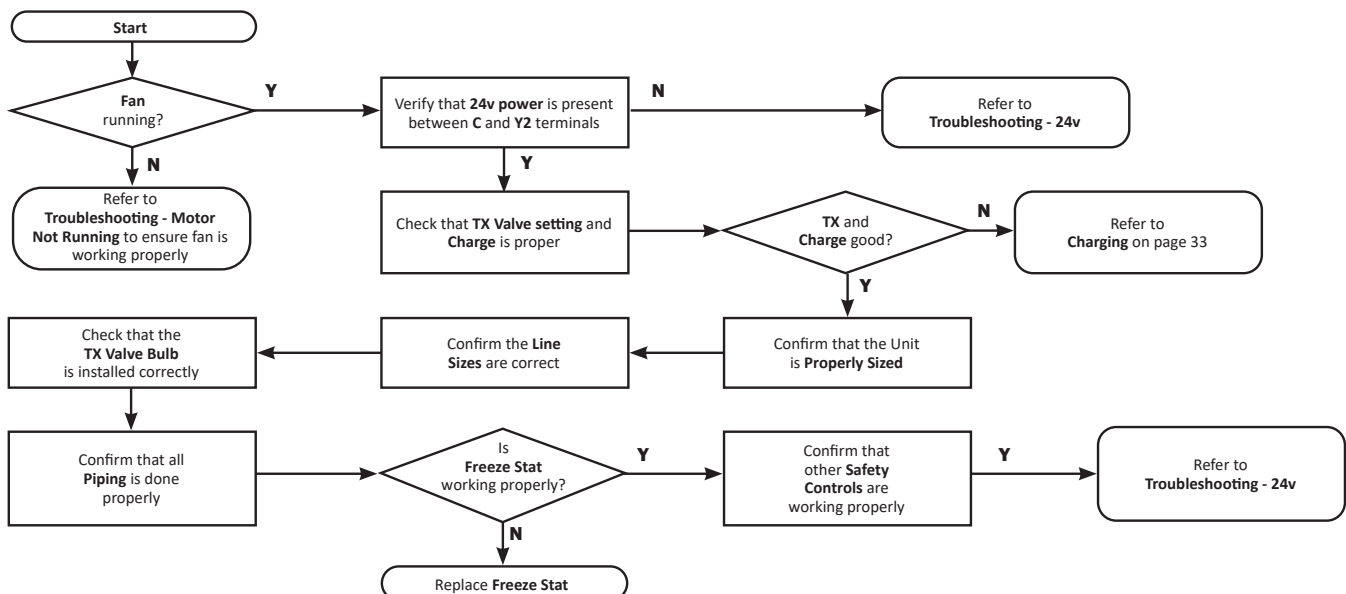 Start
Fan
running?
Y
N
Refer to
Troubleshooting - Motor
Not Running to ensure fan is
working properly
Verify that 24v power is present
between C and Y2 terminals
N
Refer to
Troubleshooting - 24v
Y
Check that TX Valve setting and
Charge is proper
TX and
Charge good?
N
Refer to
Charging on page 33
Y
Confirm that the Unit
is Properly Sized
Confirm the Line
Sizes are correct
Check that the
TX Valve Bulb
is installed correctly
Confirm that all
Piping is done
properly
Is
Freeze Stat
working properly?
Y
N
Replace Freeze Stat
Confirm that
other Safety
Controls are
working properly
Y
Refer to
Troubleshooting - 24v